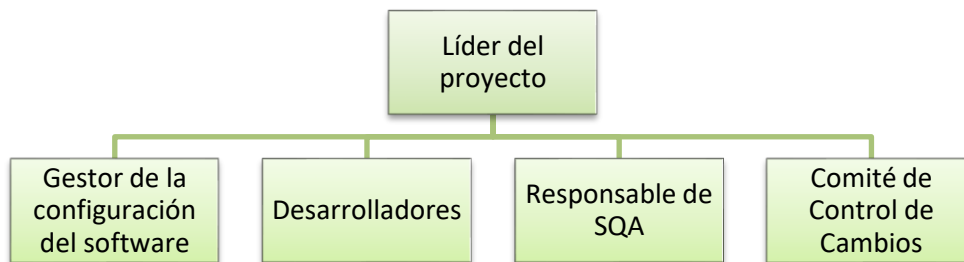 Líder del
proyecto
Gestor de la
configuración
del software
Desarrolladores
Responsable de
SQA
Comité de
Control de
Cambios